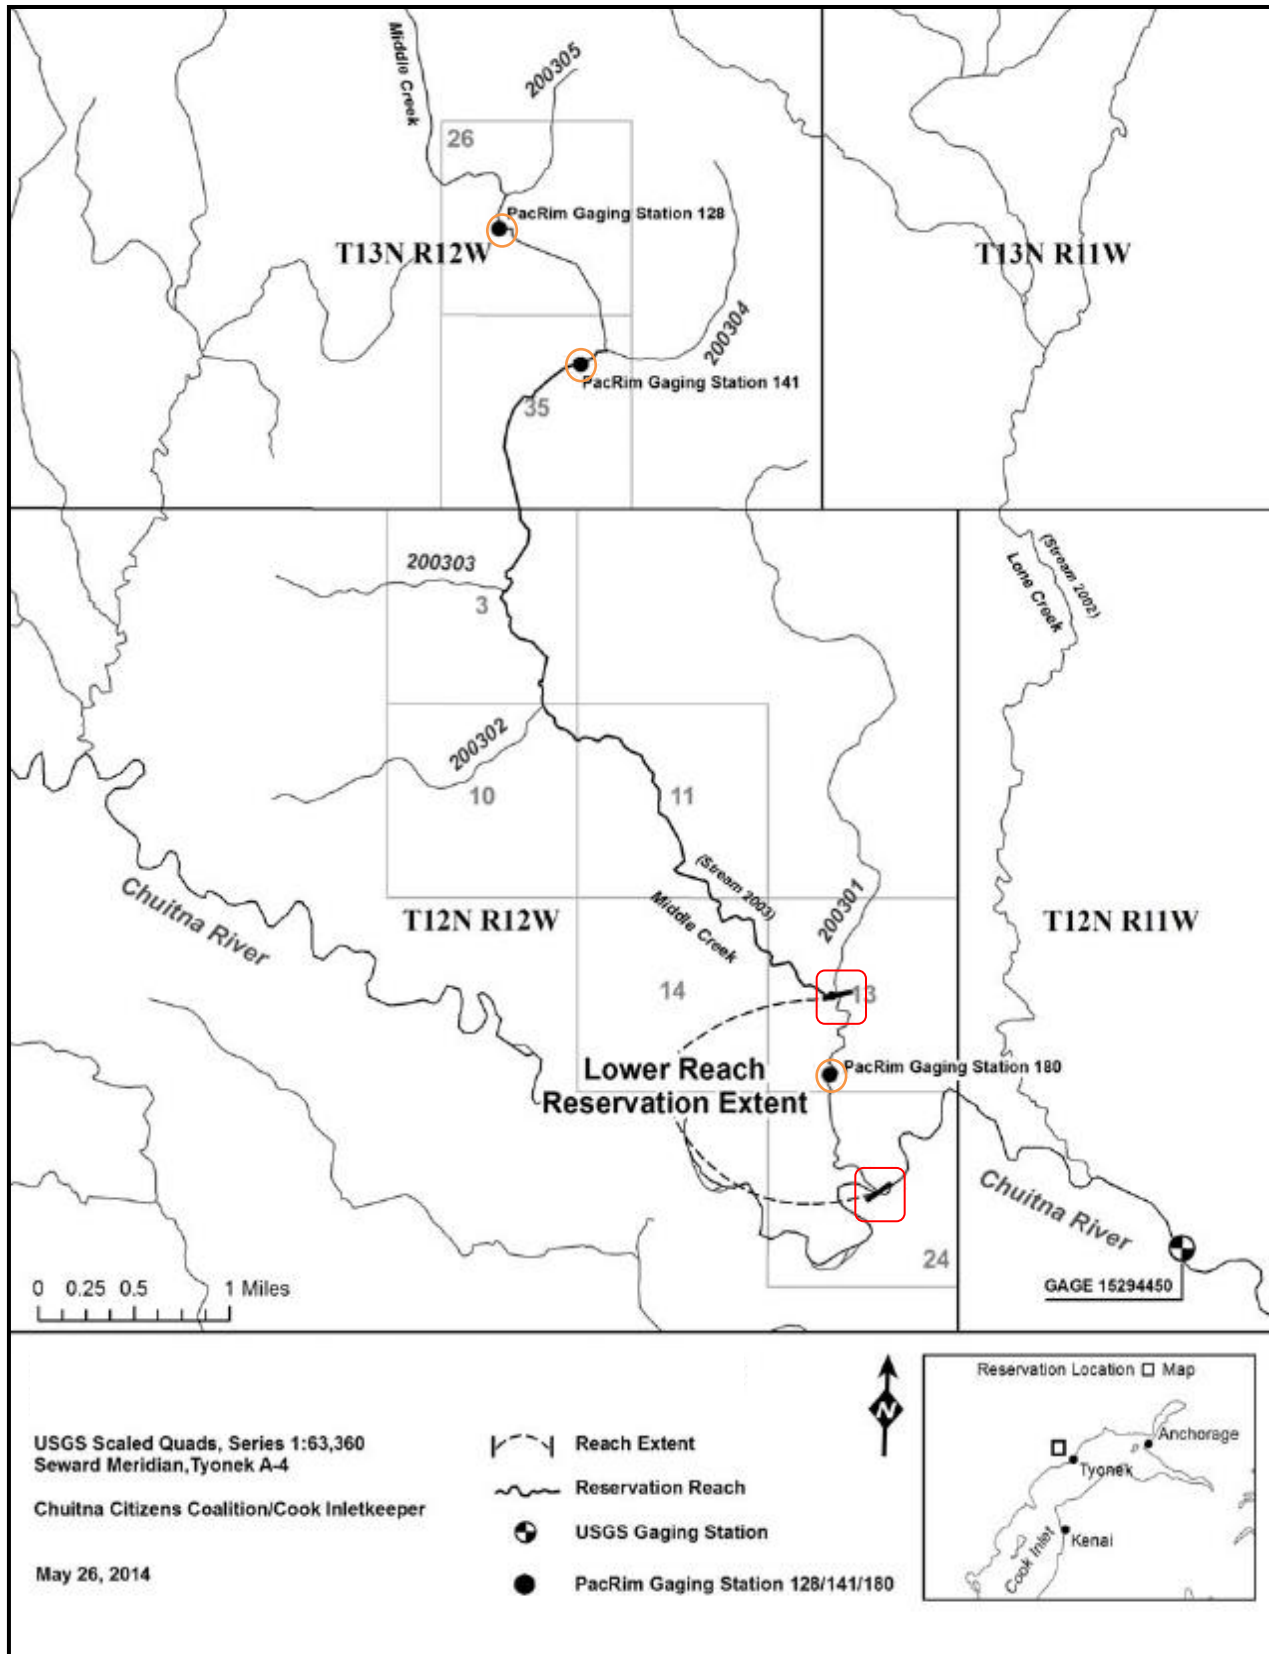 Middle Creek
200305
26
PacRim Gaging Station 128
T13N R12W
T13N R11W
200304
PacRim Gaging Station 141
35
200303
3
(Stream 2002)
Lone Creek
200302
10
11
(Stream 2003)
Middle Creek
200301
Chuitna River
T12N R12W
T12N R11W
14
13
Lower Reach
Reservation Extent
PacRim Gaging Station 180
Chuitna River
24
GAGE 15294450
0 0.25 0.5 1 Miles
USGS Scaled Quads, Series 1:63,360
Seward Meridian,Tyonek A-4
Chuitna Citizens Coalition/Cook Inletkeeper
May 26, 2014
N
Reach Extent
Reservation Reach
USGS Gaging Station
PacRim Gaging Station 128/141/180
Reservation Location Map
Anchorage
Tyonek
Kenai
Cook Inlet